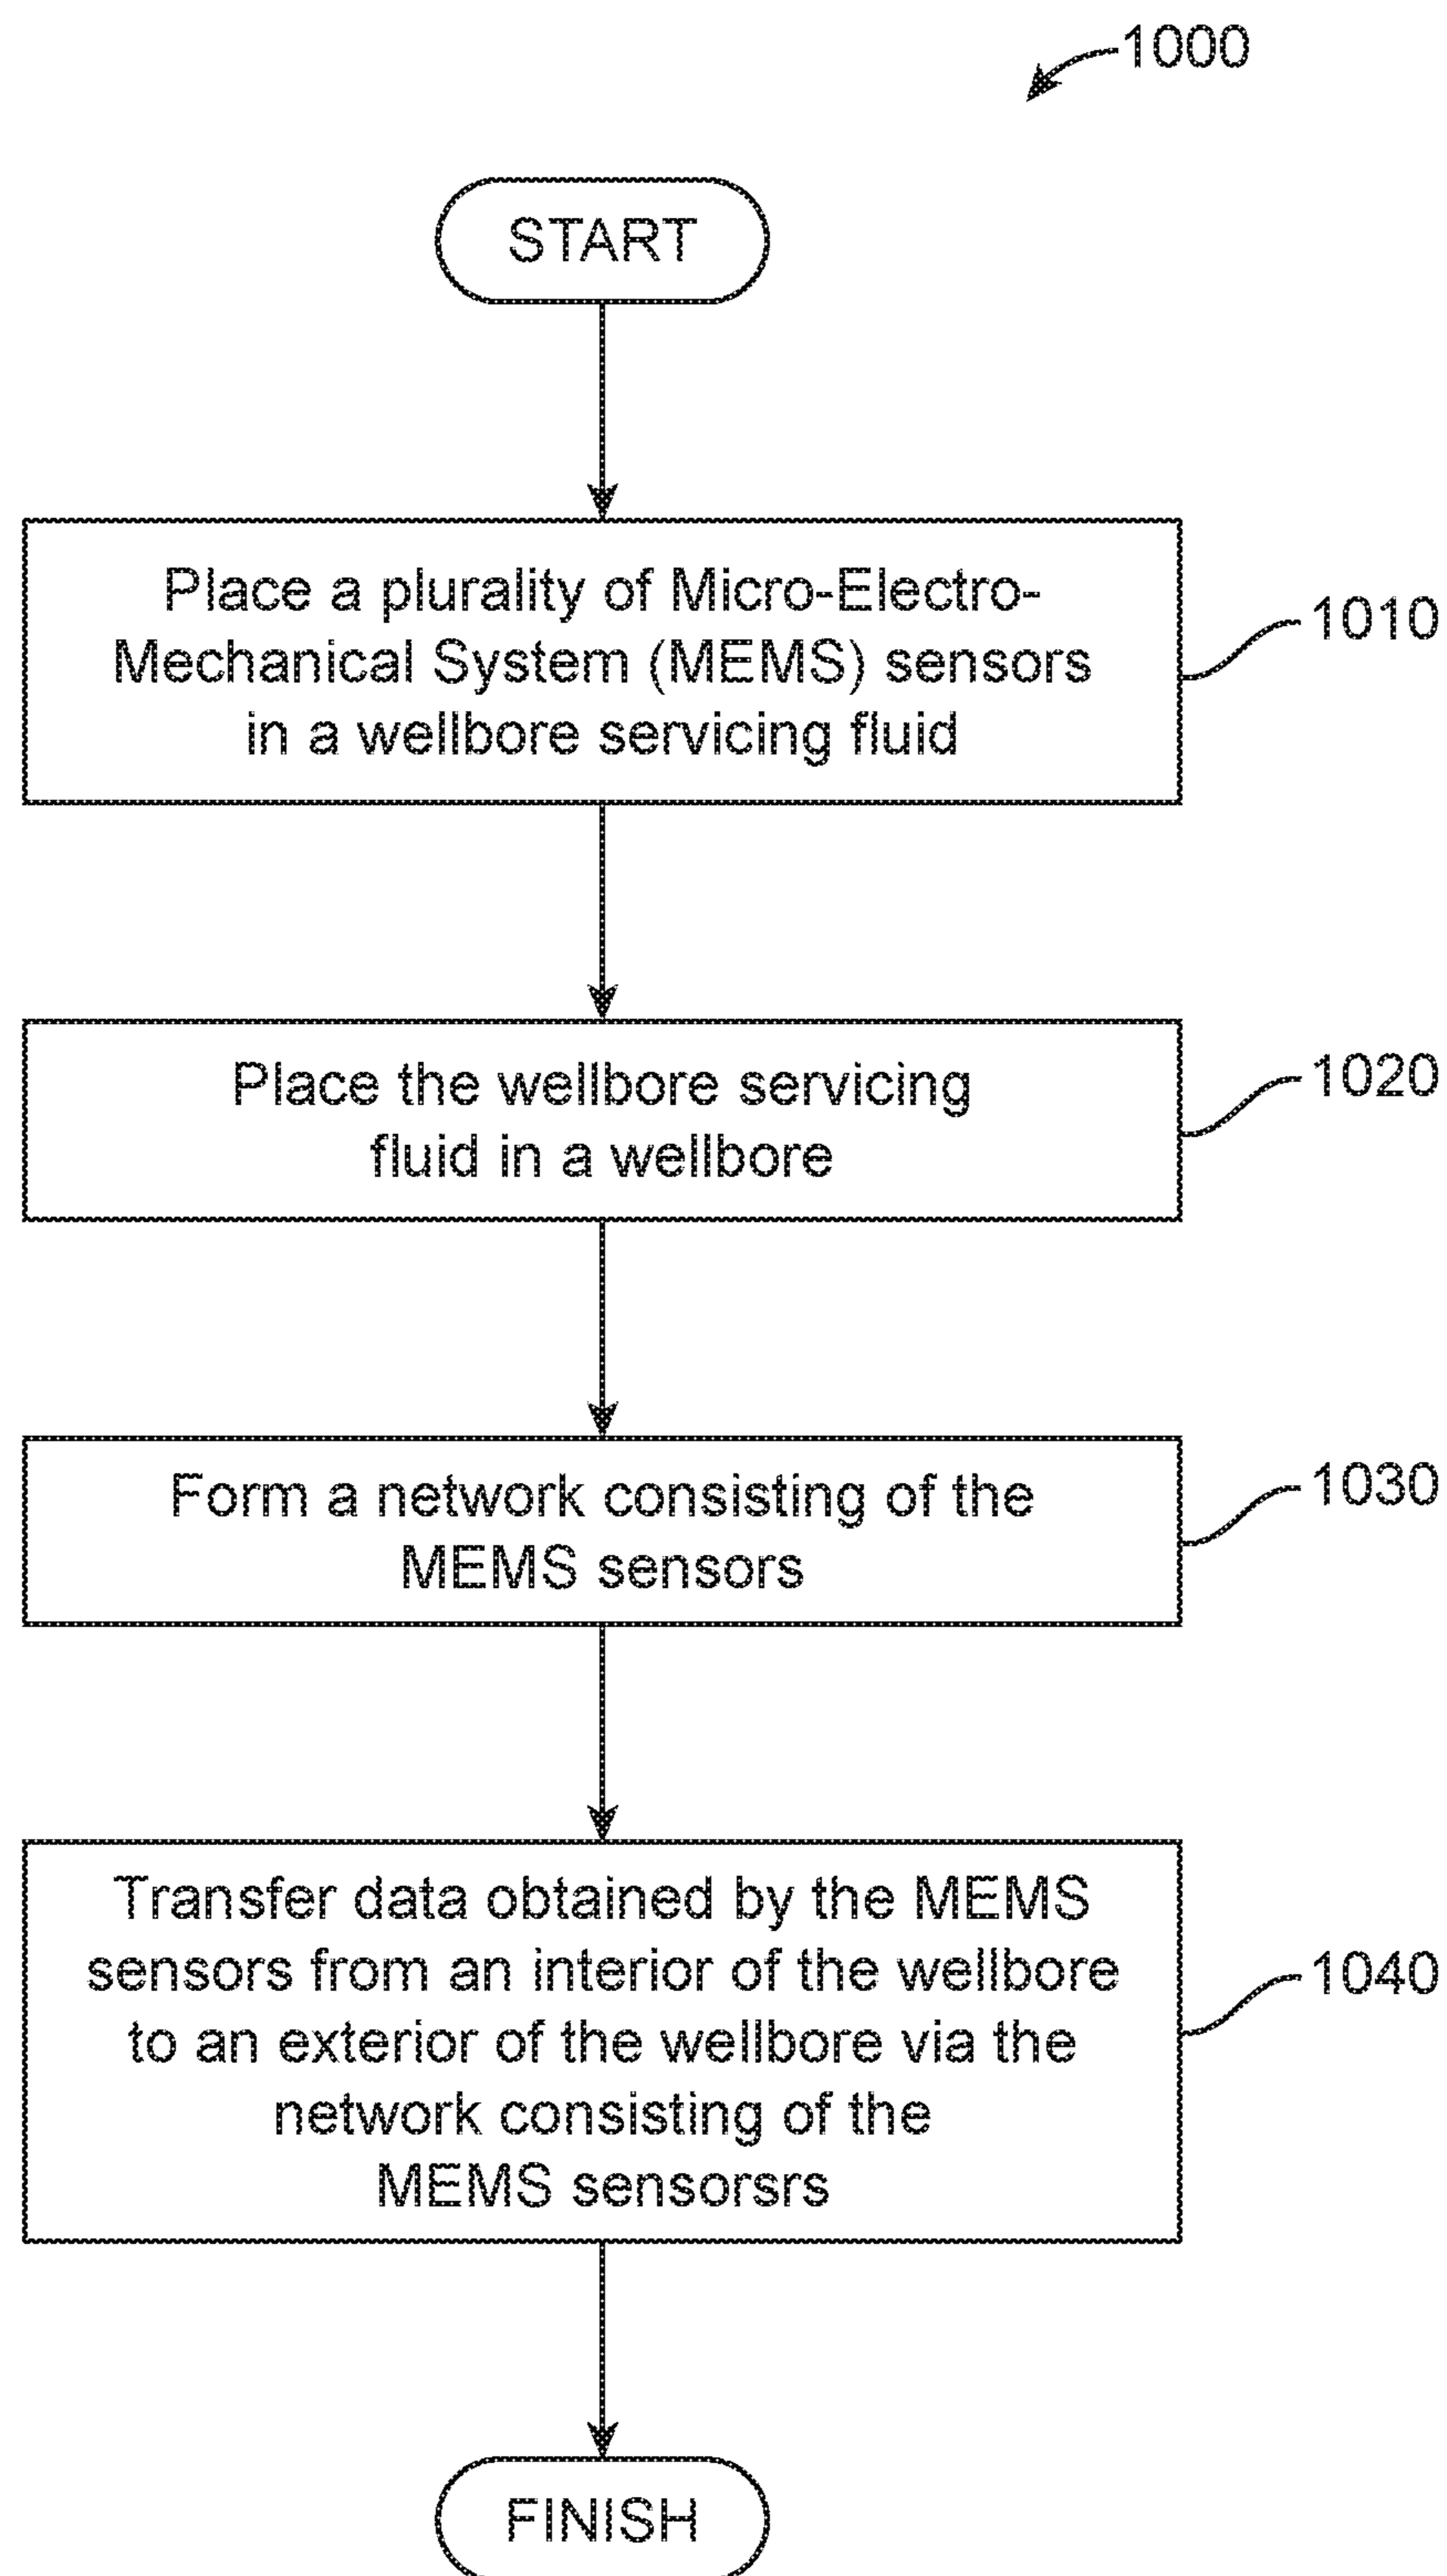 1000
START
Place a plurality of Micro-Electro-
Mechanical System (MEMS) sensors
in a wellbore servicing fluid
1010
Place the wellbore servicing
fluid in a wellbore
1020
Form a network consisting of the
MEMS sensors
1030
Transfer data obtained by the MEMS
sensors from an interior of the wellbore
to an exterior of the wellbore via the
network consisting of the
MEMS sensorsrs
1040
FINISH